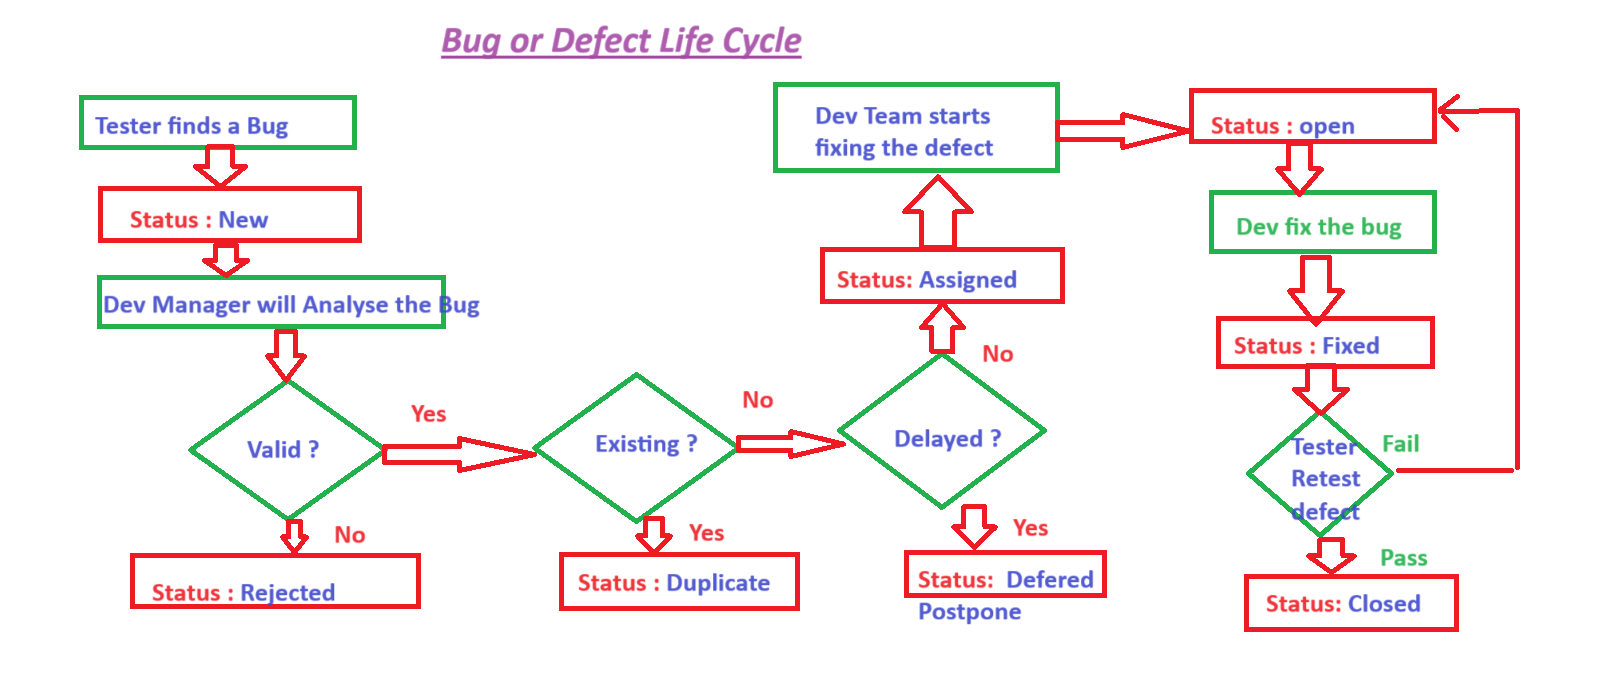 Bug or Defect Life Cycle
Tester finds a Bug
Status : New
Dev Manager will Analyse the Bug
Valid ?
Yes
No
Status : Rejected
Existing ?
No
Yes
Status : Duplicate
Delayed ?
No
Yes
Status: Defered
Postpone
Status: Assigned
Dev Team starts
fixing the defect
Status : open
Dev fix the bug
Status : Fixed
Tester
Retest
defect
Fail
Pass
Status: Closed